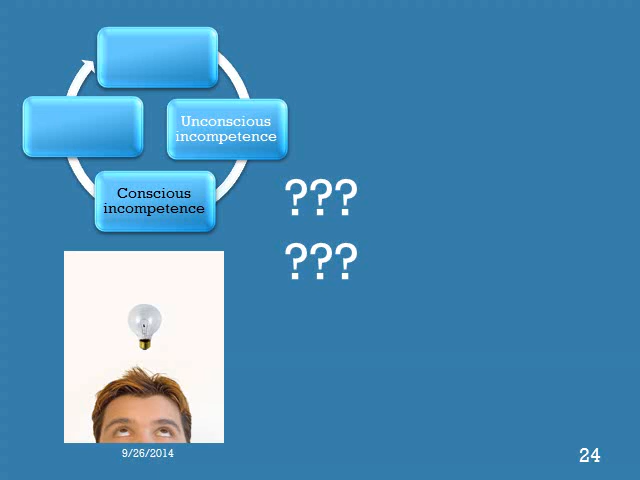 Unconscious
incompetence
Conscious
incompetence
???
???
9/26/2014
24